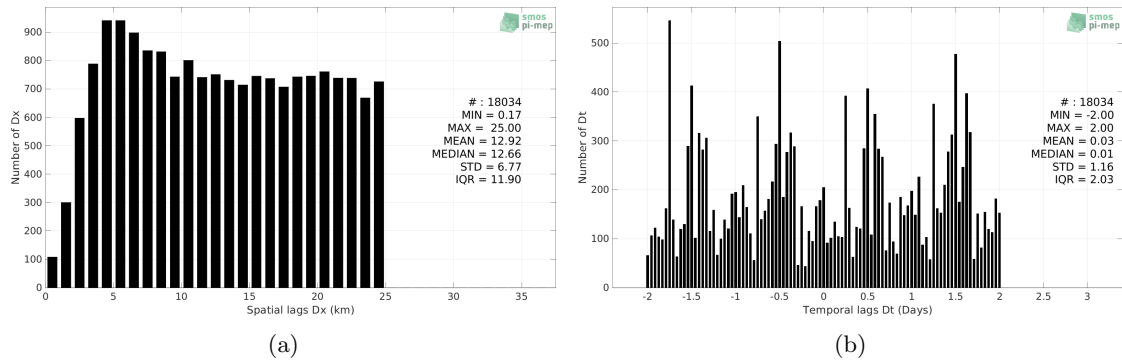 smos
pi-mep
900
800
700
600
500
400
300
200
100
0
Number of Dx
# : 18034
MIN = 0.17
MAX = 25.00
MEAN = 12.92
MEDIAN = 12.66
STD = 6.77
IQR = 11.90
0 5 10 15 20 25 30 35
Spatial lags Dx (km)
(a)
smos
pi-mep
500
400
300
200
100
0
Number of Dt
# : 18034
MIN = -2.00
MAX = 2.00
MEAN = 0.03
MEDIAN = 0.01
STD = 1.16
IQR = 2.03
-2 -1.5 -1 -0.5 0 0.5 1 1.5 2 2.5 3
Temporal lags Dt (Days)
(b)